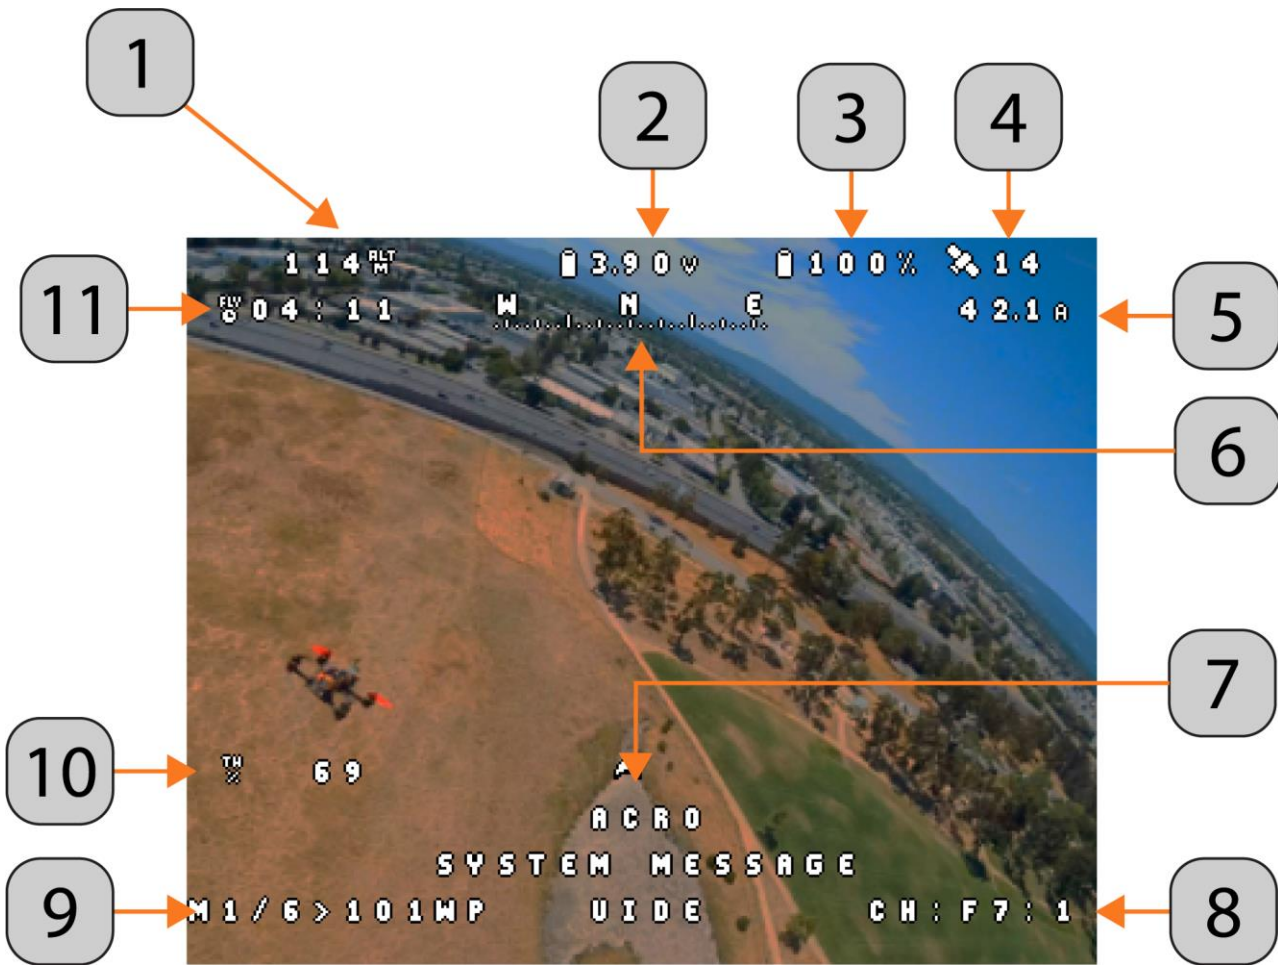 1
2
3
4
114 ALT M
3.90V
100%
14
11
FLY 04:11
W N E
42.1A
5
6
7
10
TH % 69
ACRO
SYSTEM MESSAGE
9
M1/6>101WP
VIDE
CH:F7:1
8